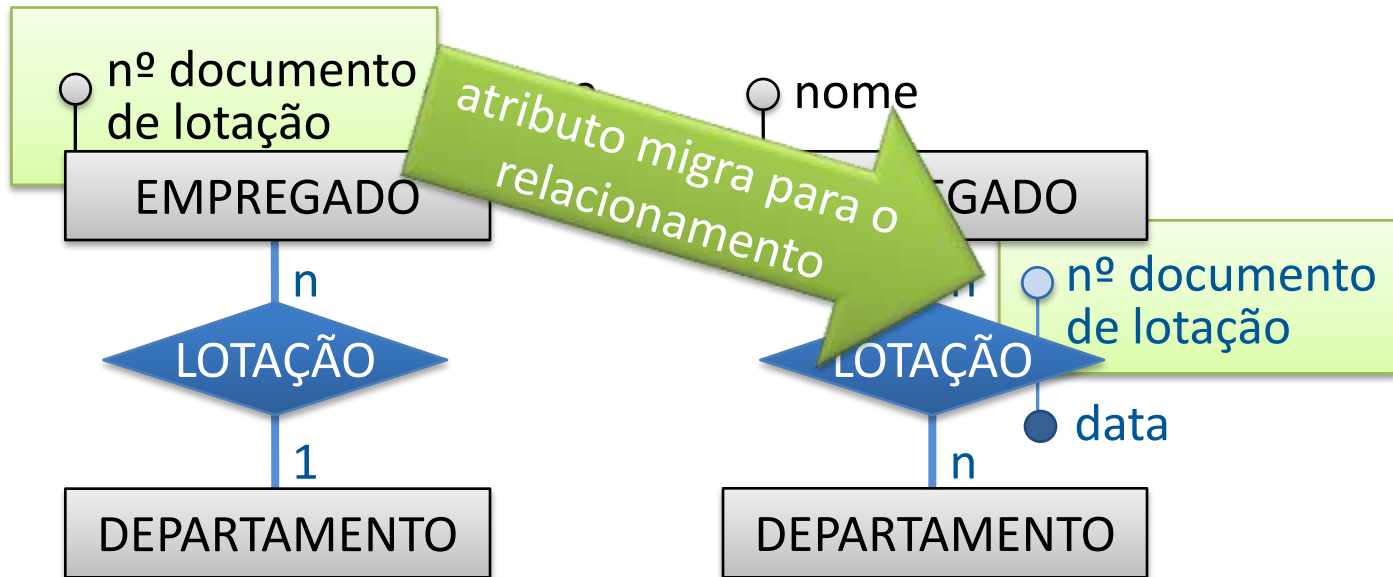 nº documento
de lotação
EMPREGADO
n
LOTAÇÃO
1
DEPARTAMENTO
atributo migra para o
relacionamento
nome
GADO
nº documento
de lotação
LOTAÇÃO
data
n
DEPARTAMENTO